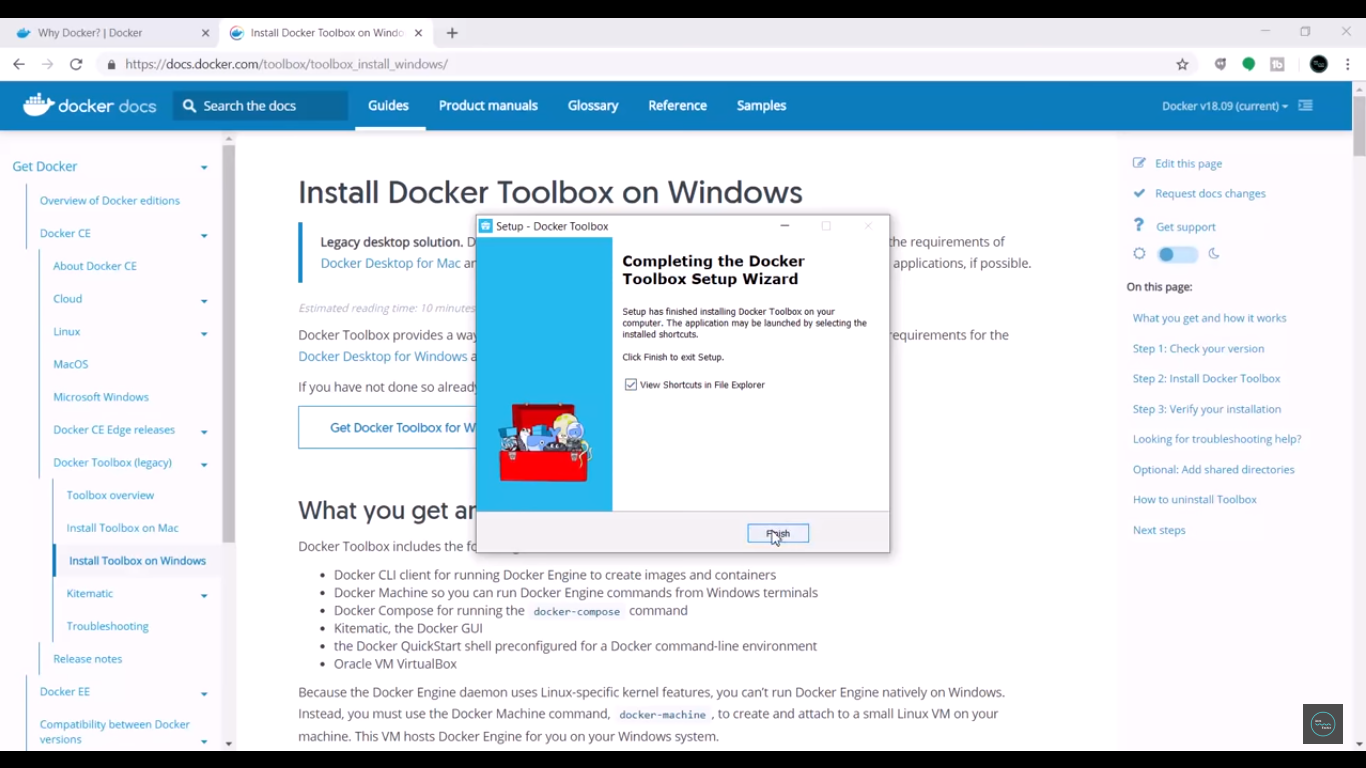 Why Docker? | Docker
Install Docker Toolbox on Windo
https://docs.docker.com/toolbox/toolbox_install_windows/
docker docs
Search the docs
Guides
Product manuals
Glossary
Reference
Samples
Docker v18.09 (current)
Get Docker
Overview of Docker editions
Docker CE
About Docker CE
Cloud
Linux
MacOS
Microsoft Windows
Docker CE Edge releases
Docker Toolbox (legacy)
Toolbox overview
Install Toolbox on Mac
Install Toolbox on Windows
Kitematic
Troubleshooting
Release notes
Docker EE
Compatibility between Docker
versions
Install Docker Toolbox on Windows
Legacy desktop solution. D
he requirements of
Docker Desktop for Mac an
applications, if possible.
Estimated reading time: 10 minutes
Docker Toolbox provides a way
requirements for the
Docker Desktop for Windows a
If you have not done so already
Get Docker Toolbox for W
Setup - Docker Toolbox
Completing the Docker
Toolbox Setup Wizard
Setup has finished installing Docker Toolbox on your
computer. The application may be launched by selecting the
installed shortcuts.
Click Finish to exit Setup.
View Shortcuts in File Explorer
Finish
What you get an
Docker Toolbox includes the fo
Docker CLI client for running Docker Engine to create images and containers
Docker Machine so you can run Docker Engine commands from Windows terminals
Docker Compose for running the docker-compose command
Kitematic, the Docker GUI
the Docker QuickStart shell preconfigured for a Docker command-line environment
Oracle VM VirtualBox
Because the Docker Engine daemon uses Linux-specific kernel features, you can't run Docker Engine natively on Windows.
Instead, you must use the Docker Machine command, docker-machine , to create and attach to a small Linux VM on your
machine. This VM hosts Docker Engine for you on your Windows system.
Edit this page
Request docs changes
Get support
On this page:
What you get and how it works
Step 1: Check your version
Step 2: Install Docker Toolbox
Step 3: Verify your installation
Looking for troubleshooting help?
Optional: Add shared directories
How to uninstall Toolbox
Next steps